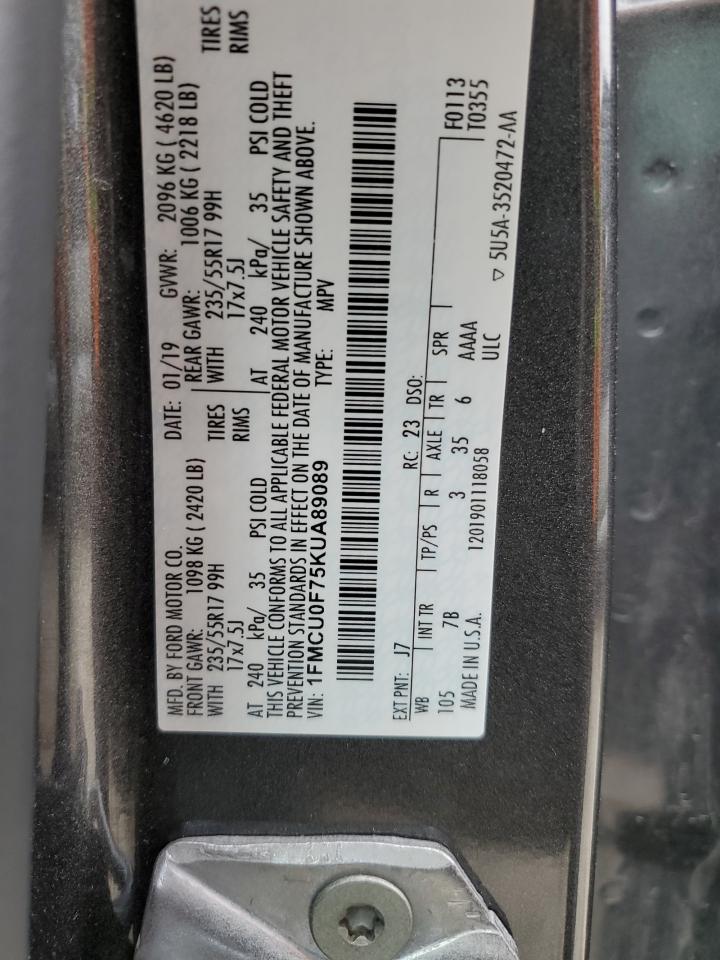 MFD. BY FORD MOTOR CO.
DATE: 01/19 GVWR: 2096 KG ( 4620 LB)
FRONT GAWR: 1098 KG ( 2420 LB) REAR GAWR: 1006 KG ( 2218 LB)
WITH 235/55R17 99H TIRES WITH 235/55R17 99H TIRES
17x7.5J RIMS 17x7.5J RIMS
AT 240 kPa/ 35 PSI COLD AT 240 kPa/ 35 PSI COLD
THIS VEHICLE CONFORMS TO ALL APPLICABLE FEDERAL MOTOR VEHICLE SAFETY AND THEFT
PREVENTION STANDARDS IN EFFECT ON THE DATE OF MANUFACTURE SHOWN ABOVE.
VIN: 1FMCU0F75KUA89089 TYPE: MPV
EXT PNT: J7 RC: 23 DSO: F0113
WB INT TR TP/PS R AXLE TR SPR T0355
105 7B 3 35 6 AAAA
MADE IN U.S.A. 1201901118058 ULC ▽ 5U5A-3520472-AA